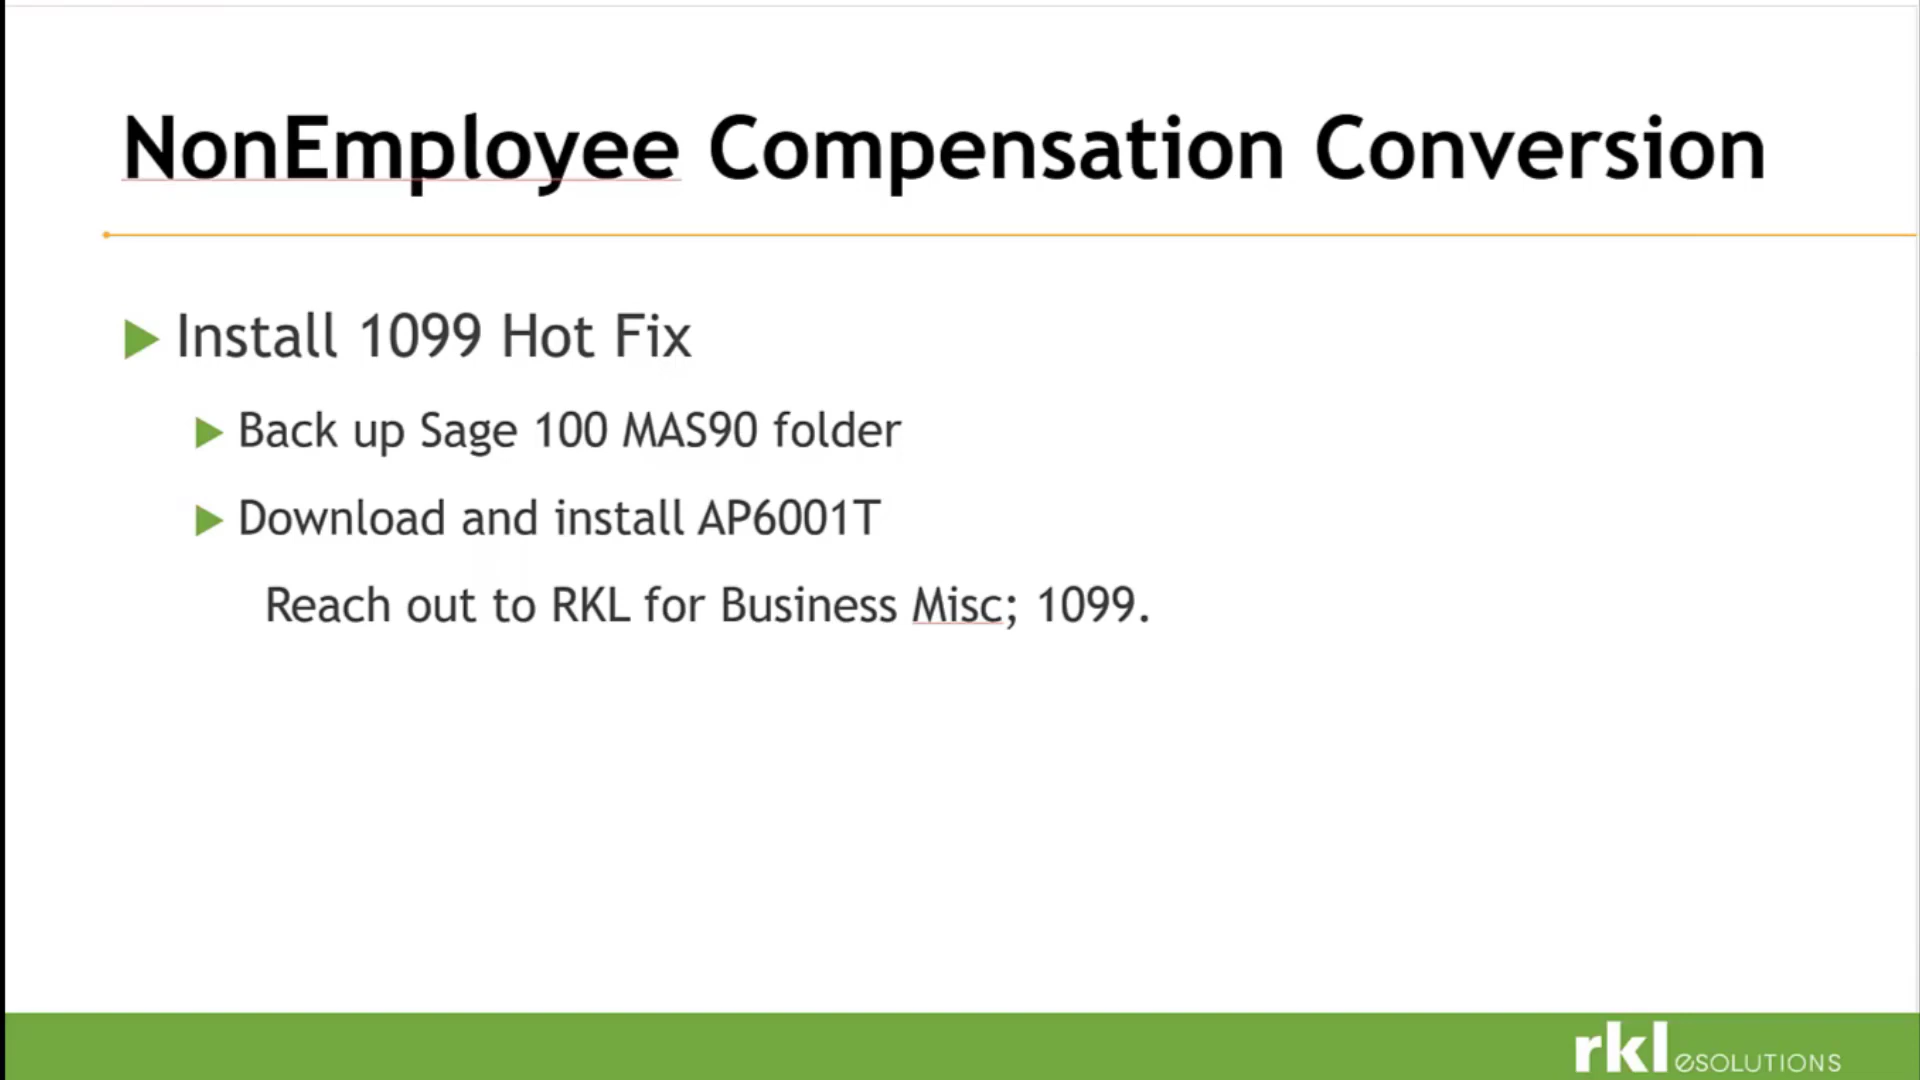 NonEmployee Compensation Conversion
Install 1099 Hot Fix
Back up Sage 100 MAS90 folder
Download and install AP6001T
Reach out to RKL for Business Misc; 1099.
rkl eSOLUTIONS